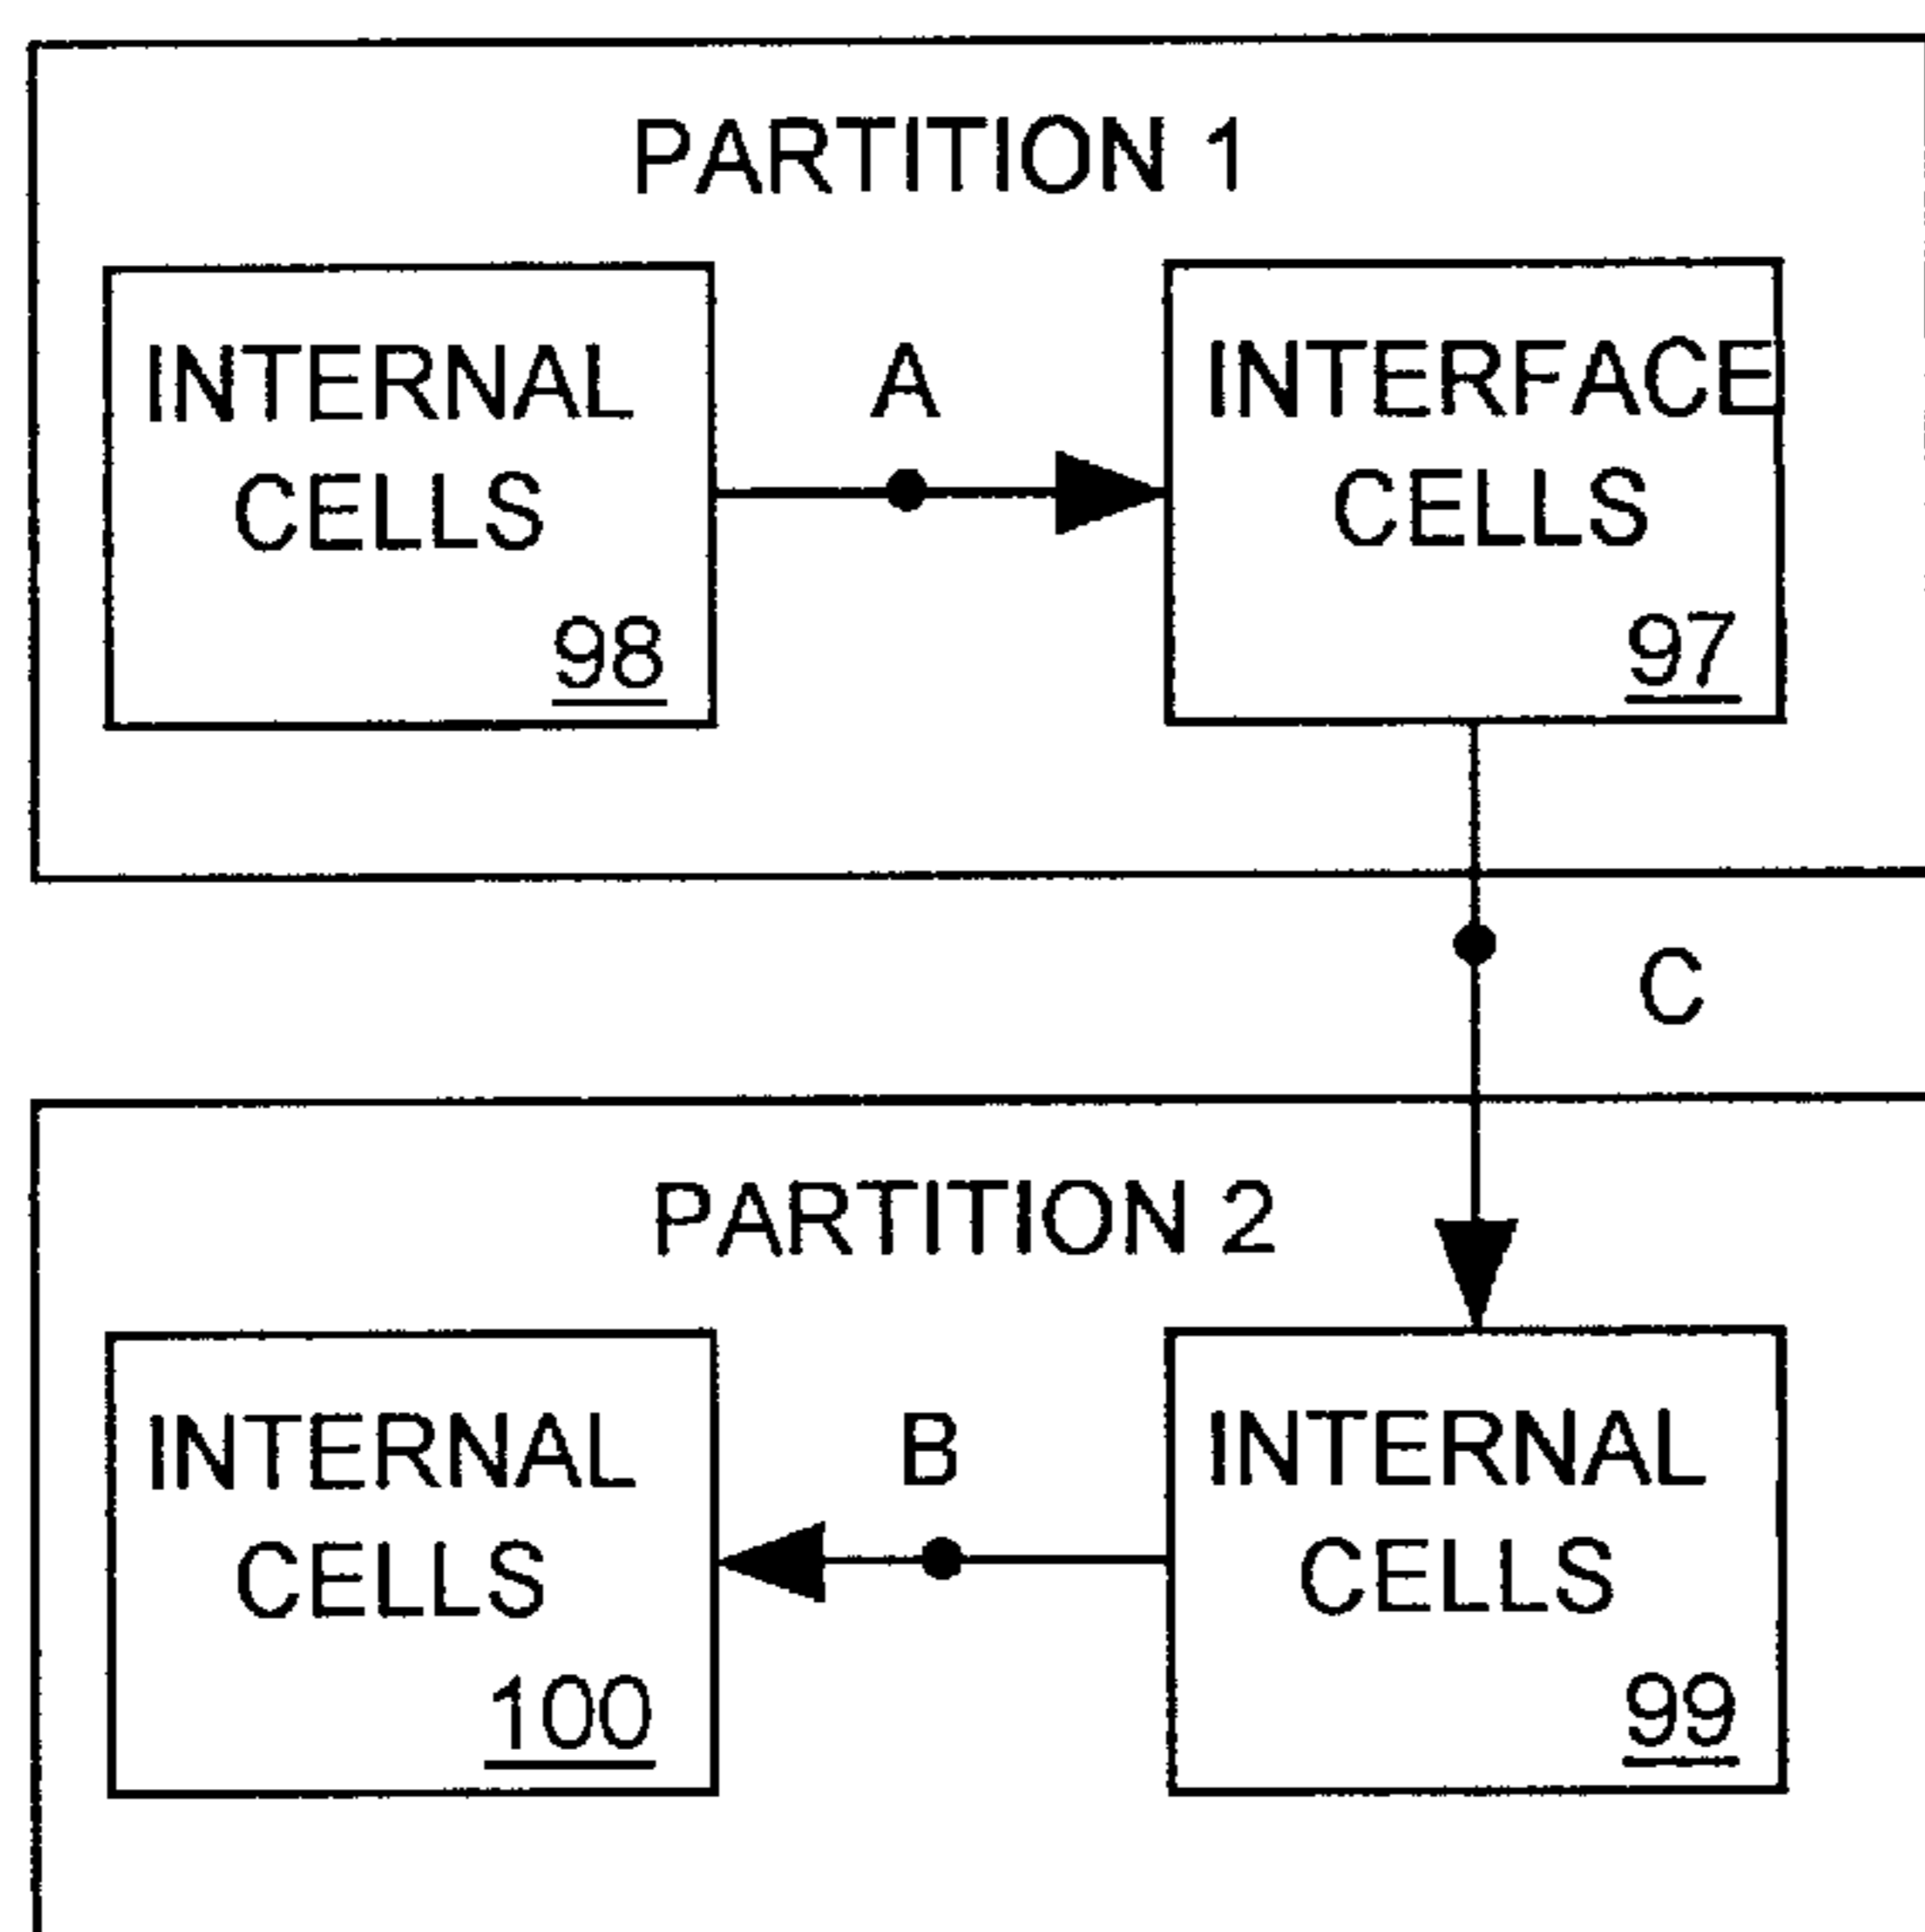 PARTITION 1
INTERNAL
CELLS
98
A
INTERFACE
CELLS
97
C
PARTITION 2
INTERNAL
CELLS
100
B
INTERNAL
CELLS
99